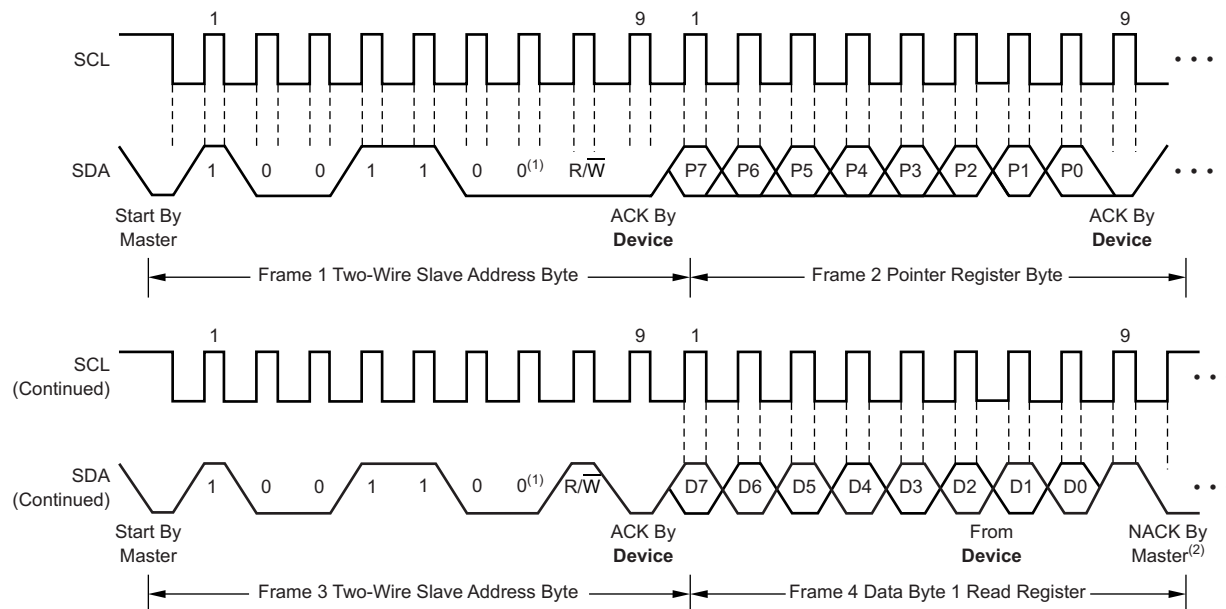 1 9 1 9
SCL
SDA 1 0 0 1 1 0 0(1) R/W̅ P7 P6 P5 P4 P3 P2 P1 P0
Start By
Master
ACK By
Device
ACK By
Device
Frame 1 Two-Wire Slave Address Byte
Frame 2 Pointer Register Byte
1 9 1 9
SCL
(Continued)
SDA
(Continued)
1 0 0 1 1 0 0(1) R/W̅ D7 D6 D5 D4 D3 D2 D1 D0
Start By
Master
ACK By
Device
From
Device
NACK By
Master(2)
Frame 3 Two-Wire Slave Address Byte
Frame 4 Data Byte 1 Read Register